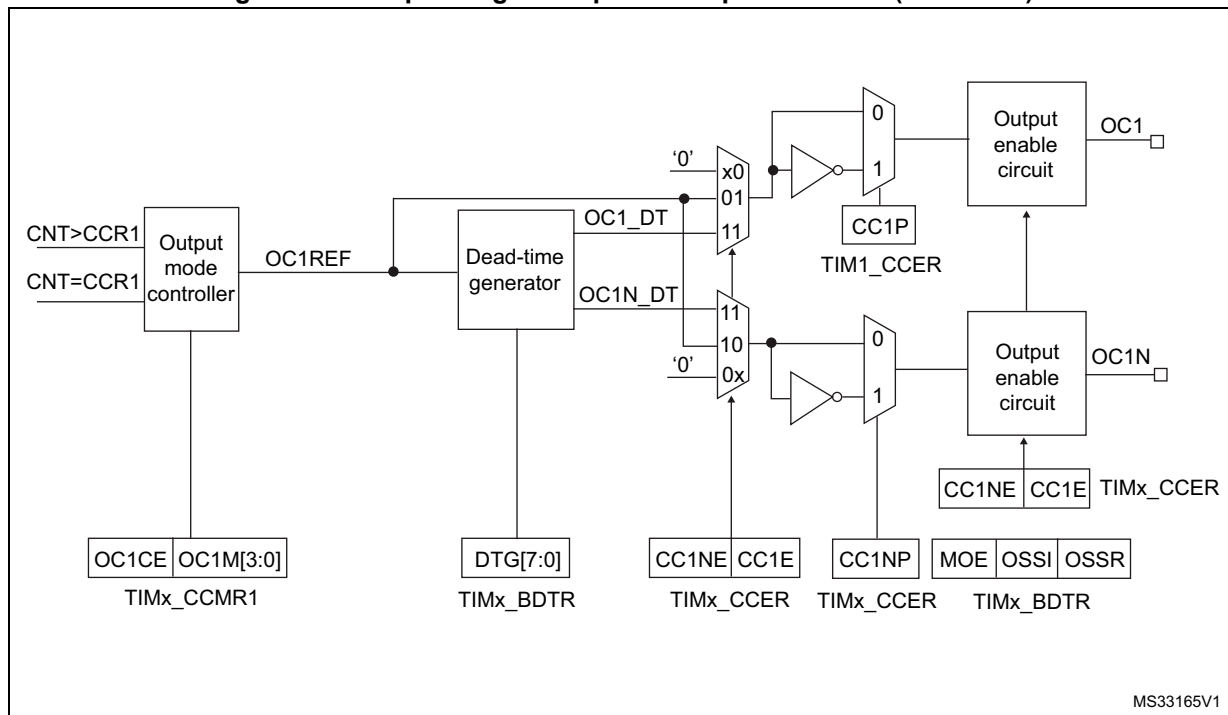 CNT>CCR1
CNT=CCR1
Output
mode
controller
OC1REF
Dead-time
generator
OC1_DT
OC1N_DT
‘0’
x0
01
11
11
10
0x
‘0’
0
1
CC1P
TIM1_CCER
0
1
Output
enable
circuit
OC1
Output
enable
circuit
OC1N
CC1NE CC1E TIMx_CCER
OC1CE OC1M[3:0]
TIMx_CCMR1
DTG[7:0]
TIMx_BDTR
CC1NE CC1E
TIMx_CCER
CC1NP
TIMx_CCER
MOE OSSI OSSR
TIMx_BDTR
MS33165V1